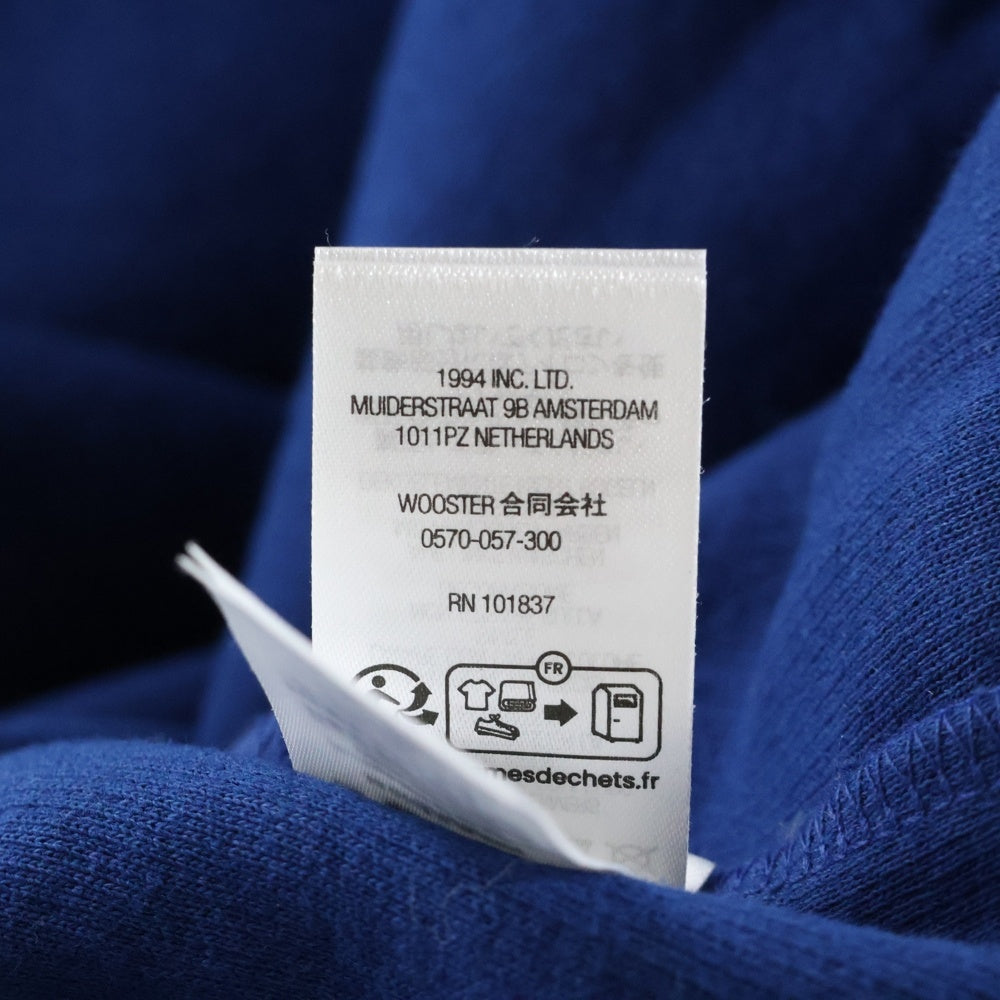 1994 INC. LTD.
MUIDERSTRAAT 9B AMSTERDAM
1011PZ NETHERLANDS
WOOSTER 合同会社
0570-057-300
RN 101837
FR
mesdechets.fr